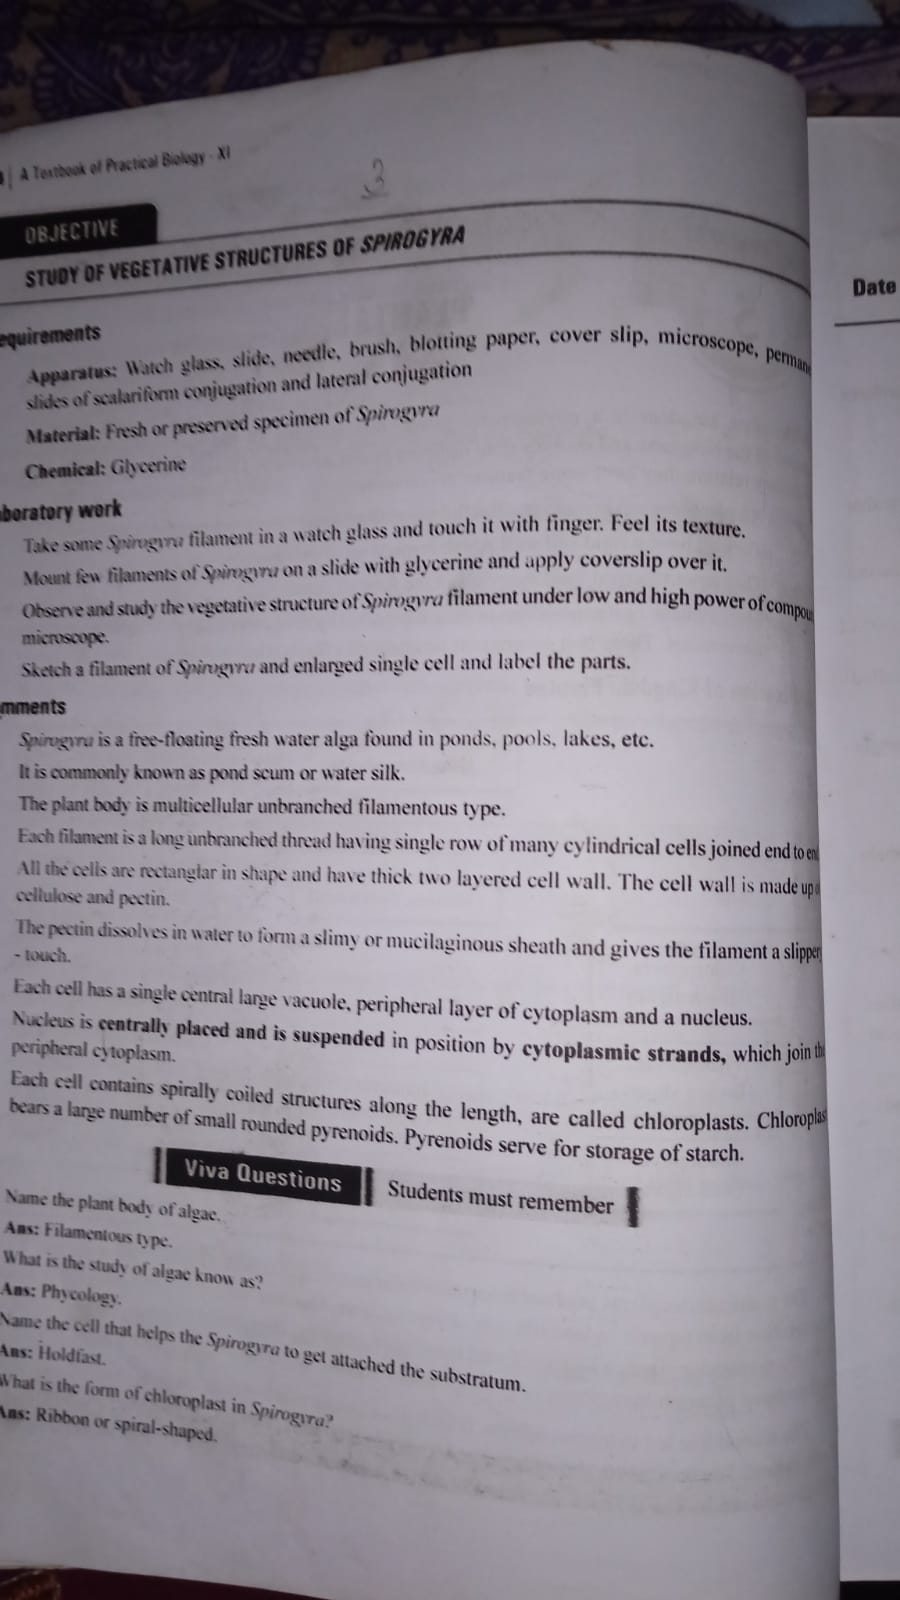 A Textbook of Practical Biology - XI
3
OBJECTIVE
STUDY OF VEGETATIVE STRUCTURES OF SPIROGYRA
Date
equirements
Apparatus: Watch glass, slide, needle, brush, blotting paper, cover slip, microscope, perman
slides of scalariform conjugation and lateral conjugation
Material: Fresh or preserved specimen of Spirogyra
Chemical: Glycerine
boratory work
Take some Spirogyra filament in a watch glass and touch it with finger. Feel its texture.
Mount few filaments of Spirogyra on a slide with glycerine and apply coverslip over it.
Observe and study the vegetative structure of Spirogyra filament under low and high power of compou
microscope.
Sketch a filament of Spirogyra and enlarged single cell and label the parts.
mments
Spirogyra is a free-floating fresh water alga found in ponds, pools, lakes, etc.
It is commonly known as pond scum or water silk.
The plant body is multicellular unbranched filamentous type.
Each filament is a long unbranched thread having single row of many cylindrical cells joined end to en
All the cells are rectanglar in shape and have thick two layered cell wall. The cell wall is made up o
cellulose and pectin.
The pectin dissolves in water to form a slimy or mucilaginous sheath and gives the filament a slipper
- touch.
Each cell has a single central large vacuole, peripheral layer of cytoplasm and a nucleus.
Nucleus is centrally placed and is suspended in position by cytoplasmic strands, which join the
peripheral cytoplasm.
Each cell contains spirally coiled structures along the length, are called chloroplasts. Chloroplas
bears a large number of small rounded pyrenoids. Pyrenoids serve for storage of starch.
Viva Questions Students must remember
Name the plant body of algae.
Ans: Filamentous type.
What is the study of algae know as?
Ans: Phycology.
Name the cell that helps the Spirogyra to get attached the substratum.
Ans: Holdfast.
What is the form of chloroplast in Spirogyra?
Ans: Ribbon or spiral-shaped.